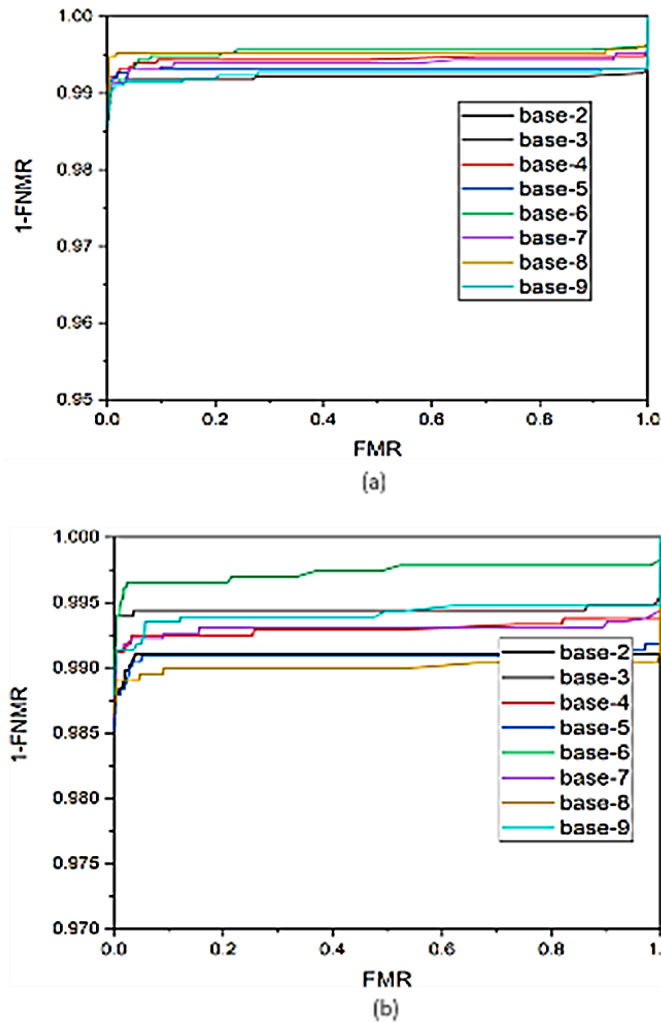 1.00
0.99
0.98
0.97
0.96
0.95
1-FNMR
0.0 0.2 0.4 0.6 0.8 1.0
FMR
base-2
base-3
base-4
base-5
base-6
base-7
base-8
base-9
(a)
1.000
0.995
0.990
0.985
0.980
0.975
0.970
1-FNMR
0.0 0.2 0.4 0.6 0.8 1.
FMR
base-2
base-3
base-4
base-5
base-6
base-7
base-8
base-9
(b)